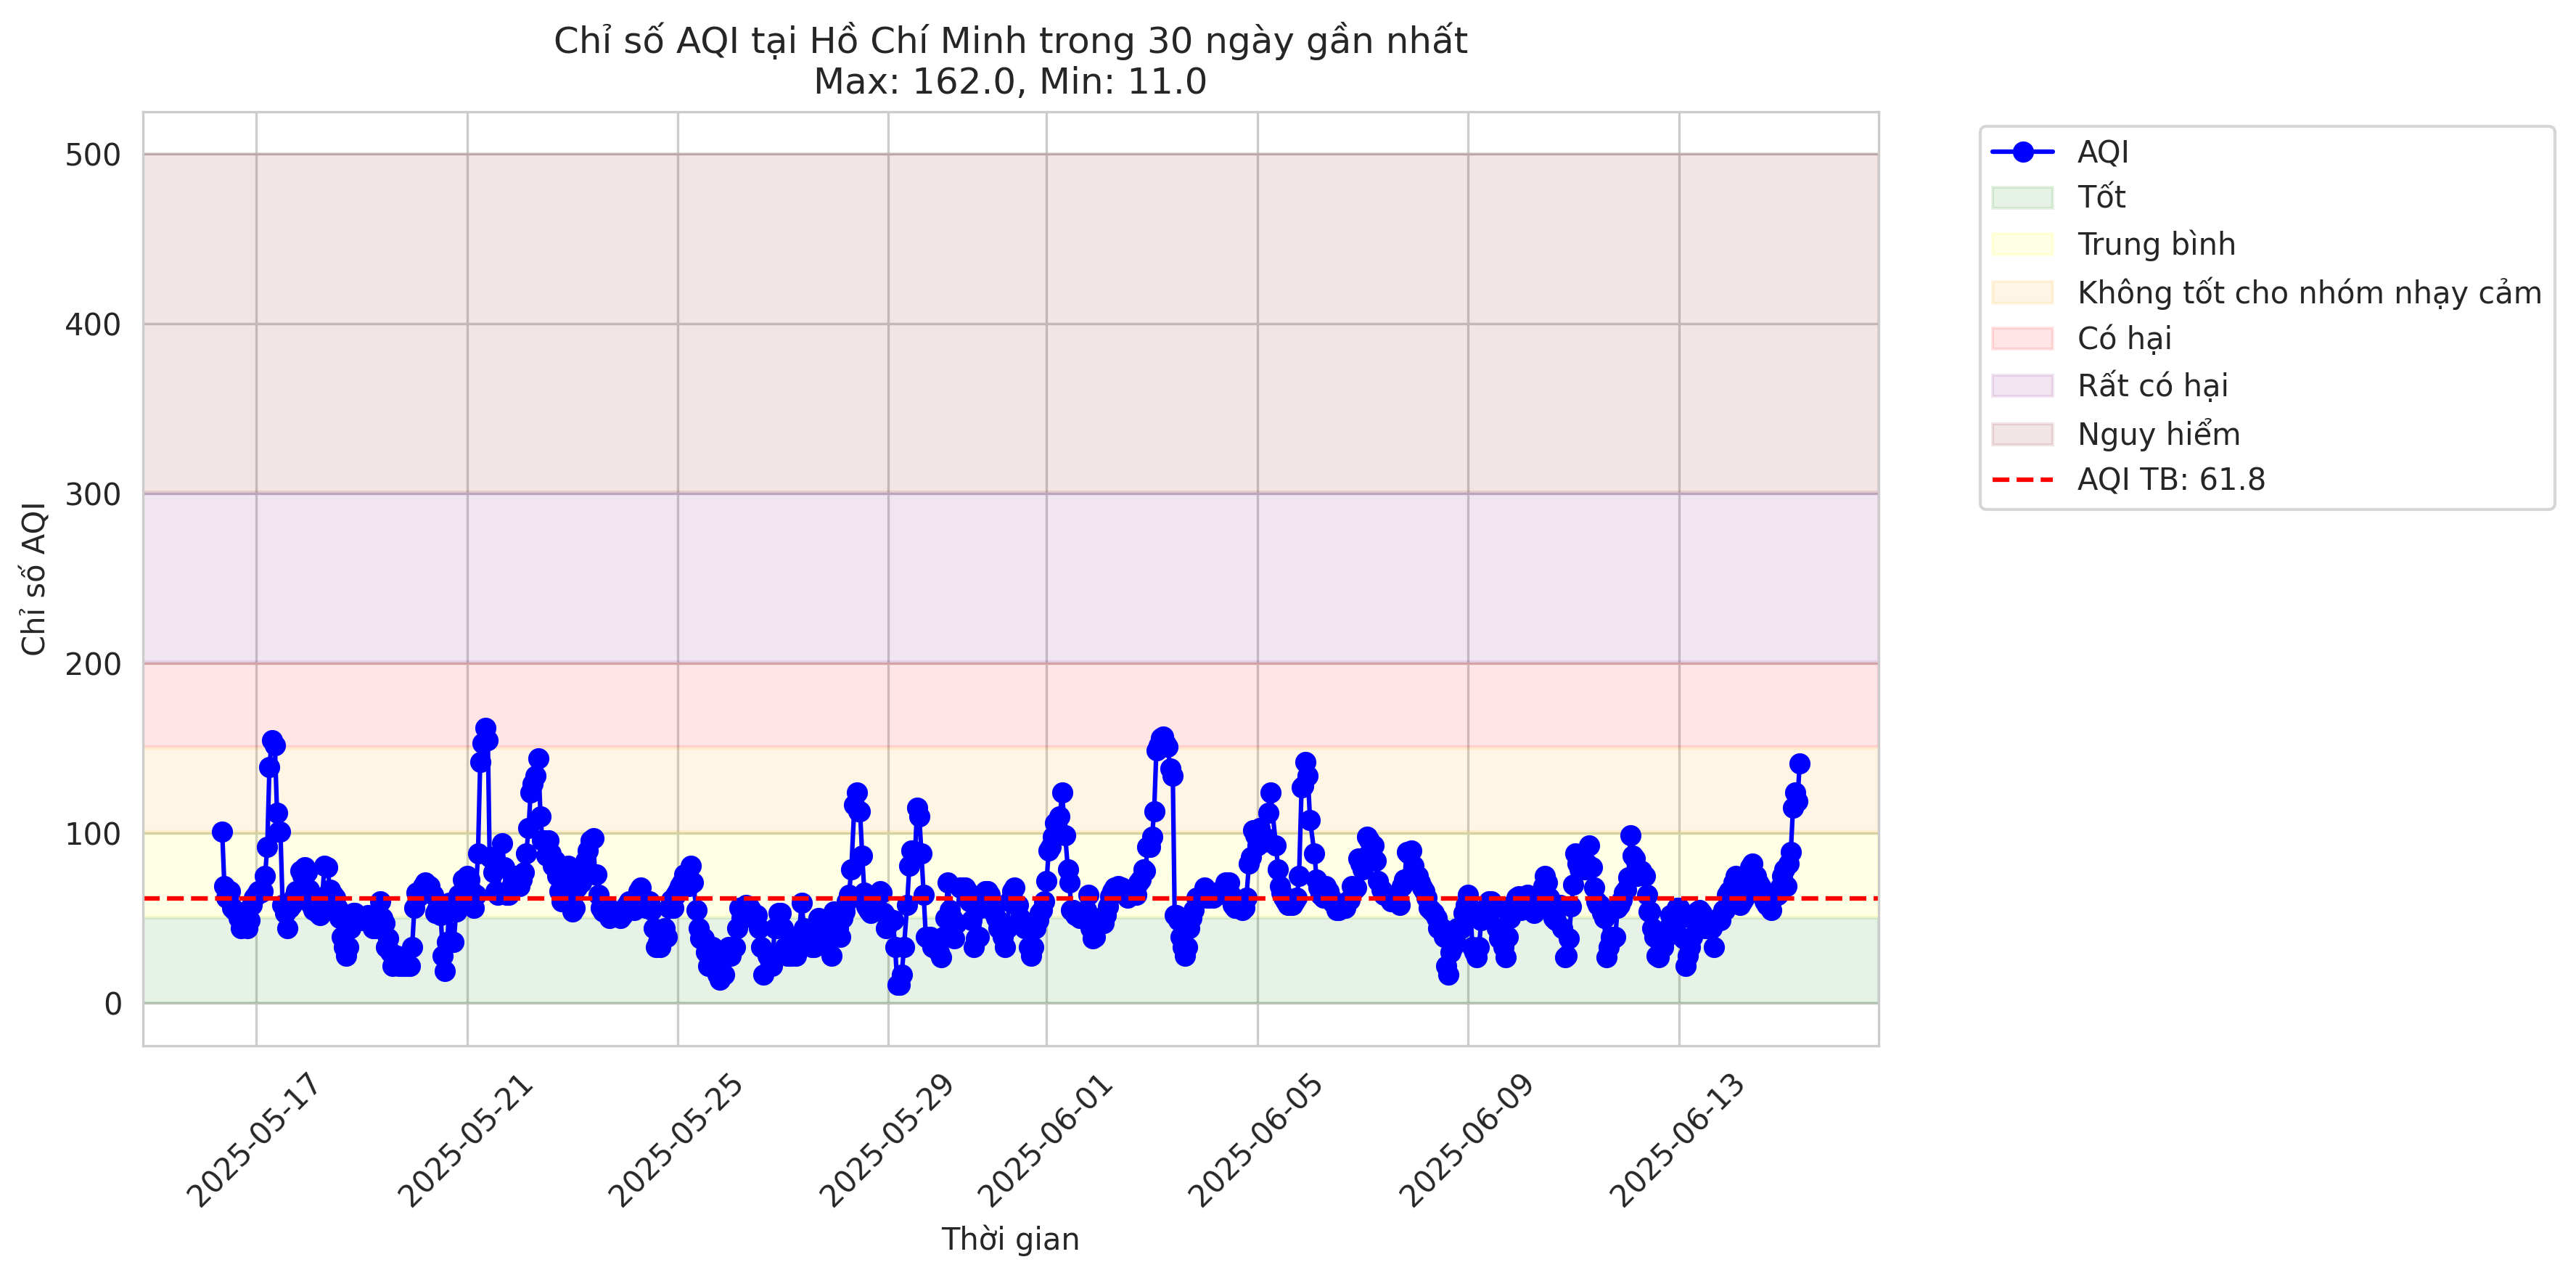 Chỉ số AQI tại Hồ Chí Minh trong 30 ngày gần nhất
Max: 162.0, Min: 11.0
Chỉ số AQI
500
400
300
200
100
0
2025-05-17
2025-05-21
2025-05-25
2025-05-29
2025-06-01
2025-06-05
2025-06-09
2025-06-13
Thời gian
AQI
Tốt
Trung bình
Không tốt cho nhóm nhạy cảm
Có hại
Rất có hại
Nguy hiểm
AQI TB: 61.8